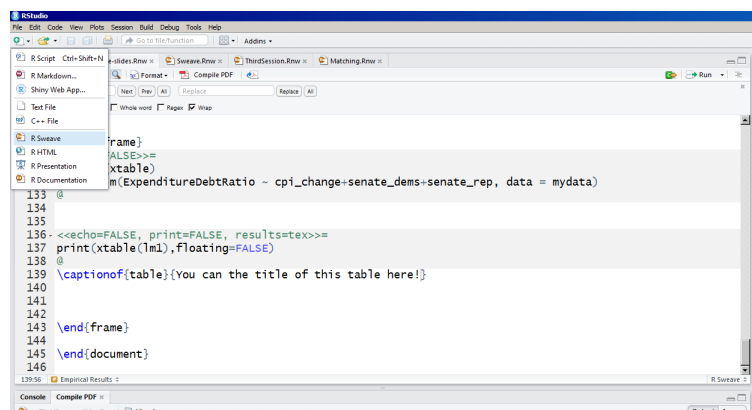 RStudio
File Edit Code View Plots Session Build Debug Tools Help
Go to file/function Addins
R Script Ctrl+Shift+N
R Markdown...
Shiny Web App...
Text File
C++ File
R Sweave
R HTML
R Presentation
R Documentation
e-slides.Rnw × Sweave.Rnw × ThirdSession.Rnw × Matching.Rnw ×
Format Compile PDF Run
Next Prev All Replace Replace All
Whole word Regex Wrap
rame}
ALSE>>=
xtable)
m(ExpenditureDebtRatio ~ cpi_change+senate_dems+senate_rep, data = mydata)
133 @
134
135
136 <<echo=FALSE, print=FALSE, results=tex>>=
137 print(xtable(lm1),floating=FALSE)
138 @
139 \captionof{table}{You can the title of this table here!}
140
141
142
143 \end{frame}
144
145 \end{document}
146
139:56 Empirical Results R Sweave
Console Compile PDF ×